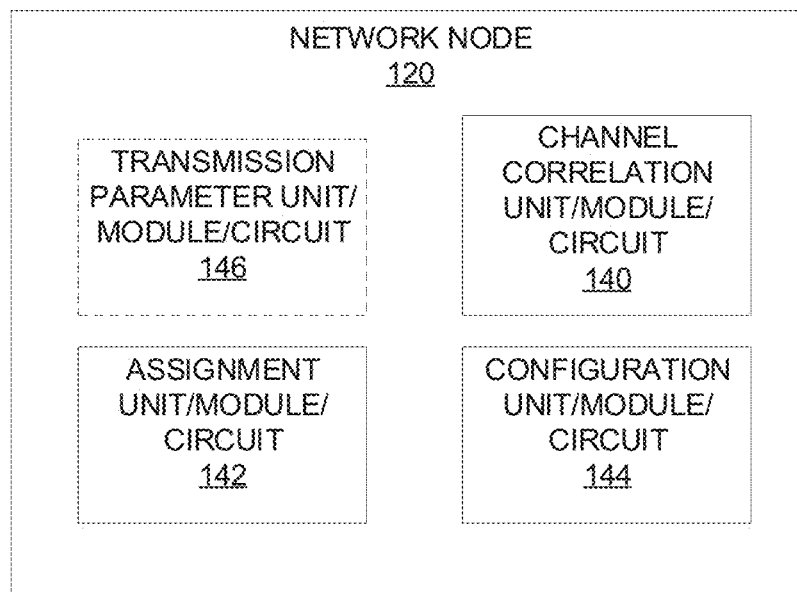 NETWORK NODE
120
TRANSMISSION
PARAMETER UNIT/
MODULE/CIRCUIT
146
CHANNEL
CORRELATION
UNIT/MODULE/
CIRCUIT
140
ASSIGNMENT
UNIT/MODULE/
CIRCUIT
142
CONFIGURATION
UNIT/MODULE/
CIRCUIT
144